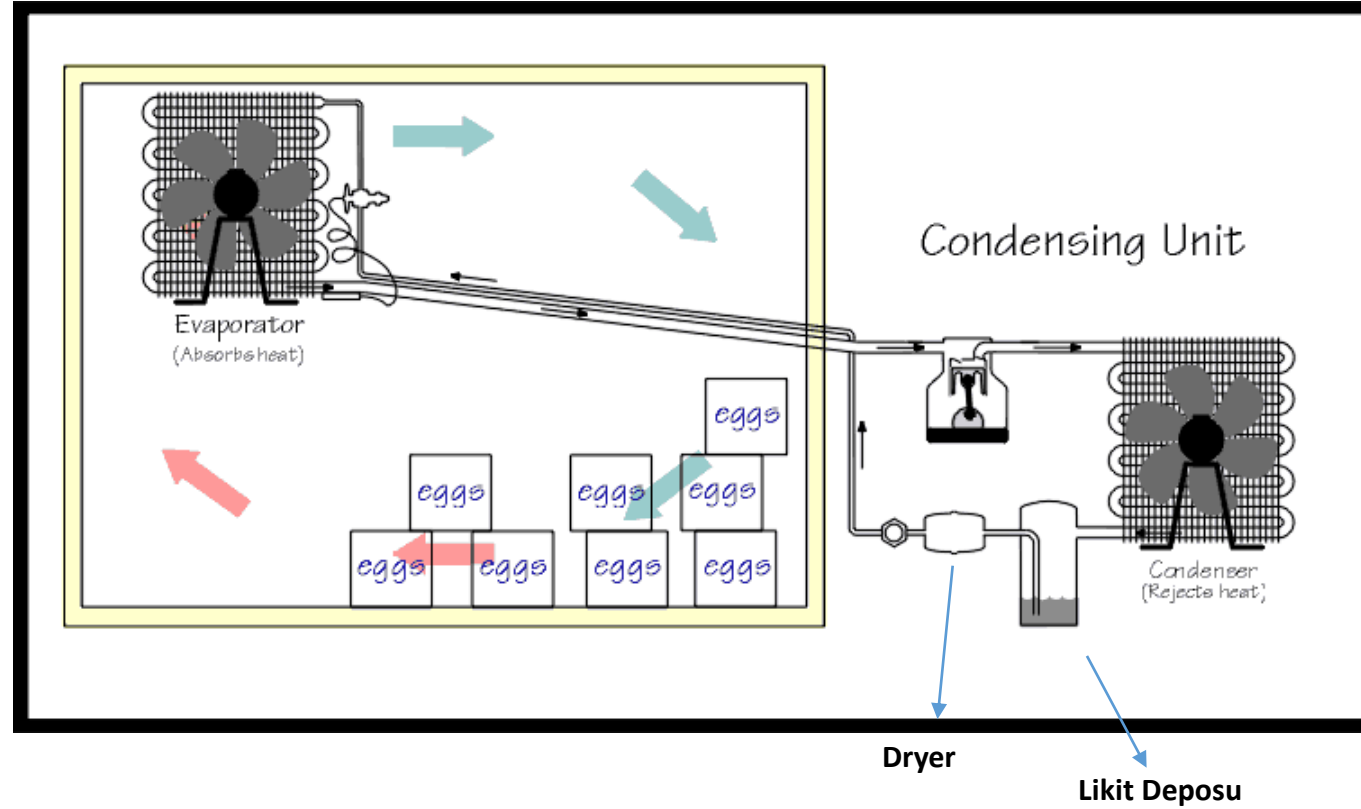 Condensing Unit
Evaporator
(Absorbs heat)
eggs
eggs
eggs
eggs
eggs
eggs
eggs
eggs
Condenser
(Rejects heat)
Dryer
Likit Deposu